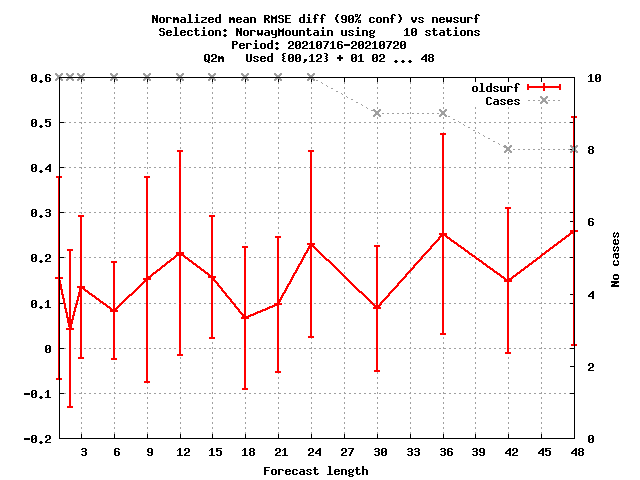 Normalized mean RMSE diff (90% conf) vs newsurf
Selection: NorwayMountain using    10 stations
Period: 20210716-20210720
Q2m   Used {00,12} + 01 02 ... 48
oldsurf
Cases
0,6
0,5
0,4
0,3
0,2
0,1
0
-0,1
-0,2
10
8
6
4
2
0
No cases
3 6 9 12 15 18 21 24 27 30 33 36 39 42 45 48
Forecast length